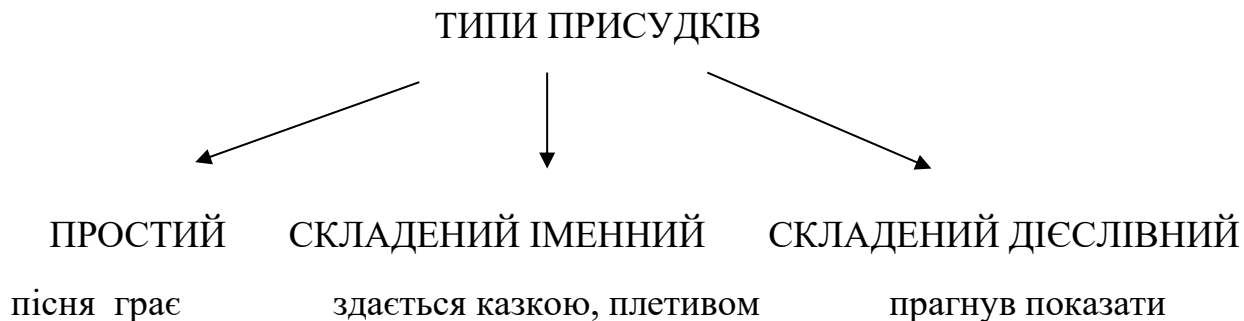 ТИПИ ПРИСУДКІВ
ПРОСТИЙ СКЛАДЕНИЙ ІМЕННИЙ СКЛАДЕНИЙ ДІЄСЛІВНИЙ
пісня грає здається казкою, плетивом прагнув показати